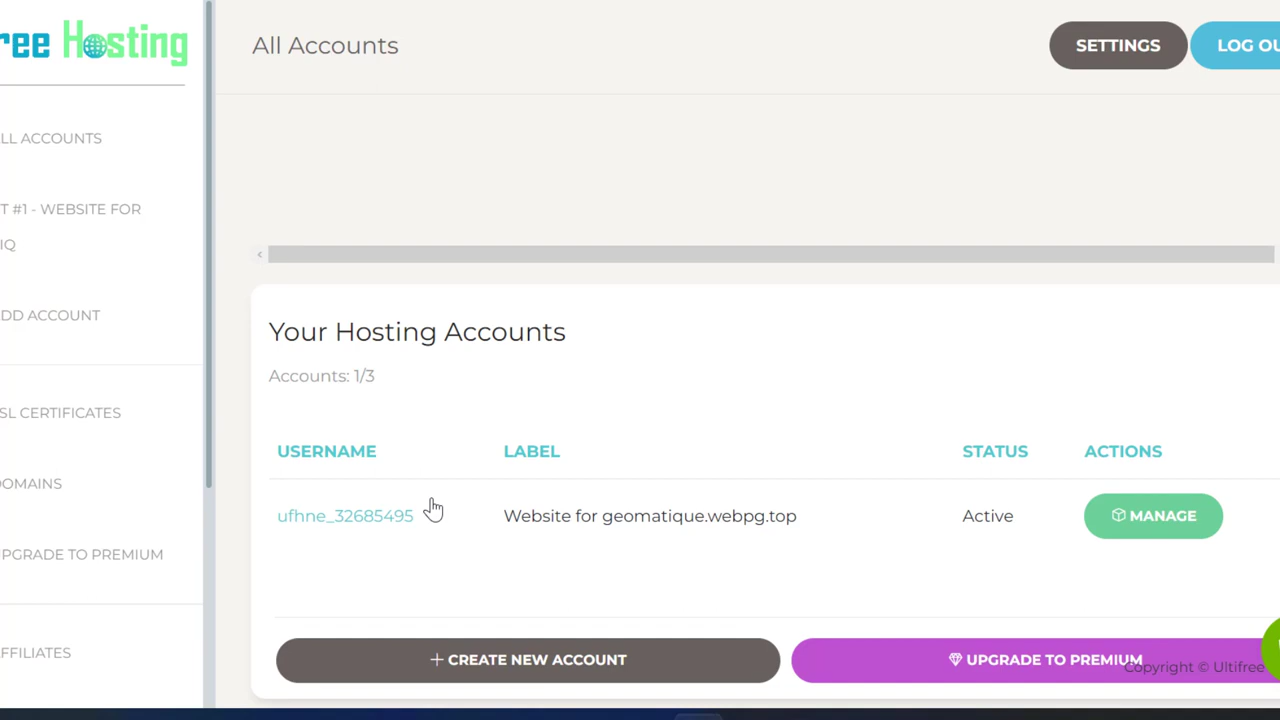 ree Hosting
All Accounts
SETTINGS
LOG OU
LL ACCOUNTS
T #1 - WEBSITE FOR
IQ
DD ACCOUNT
SL CERTIFICATES
OMAINS
UPGRADE TO PREMIUM
FFILIATES
Your Hosting Accounts
Accounts: 1/3
USERNAME LABEL STATUS ACTIONS
ufhne_32685495 Website for geomatique.webpg.top Active MANAGE
+ CREATE NEW ACCOUNT
UPGRADE TO PREMIUM
Copyright © Ultifree